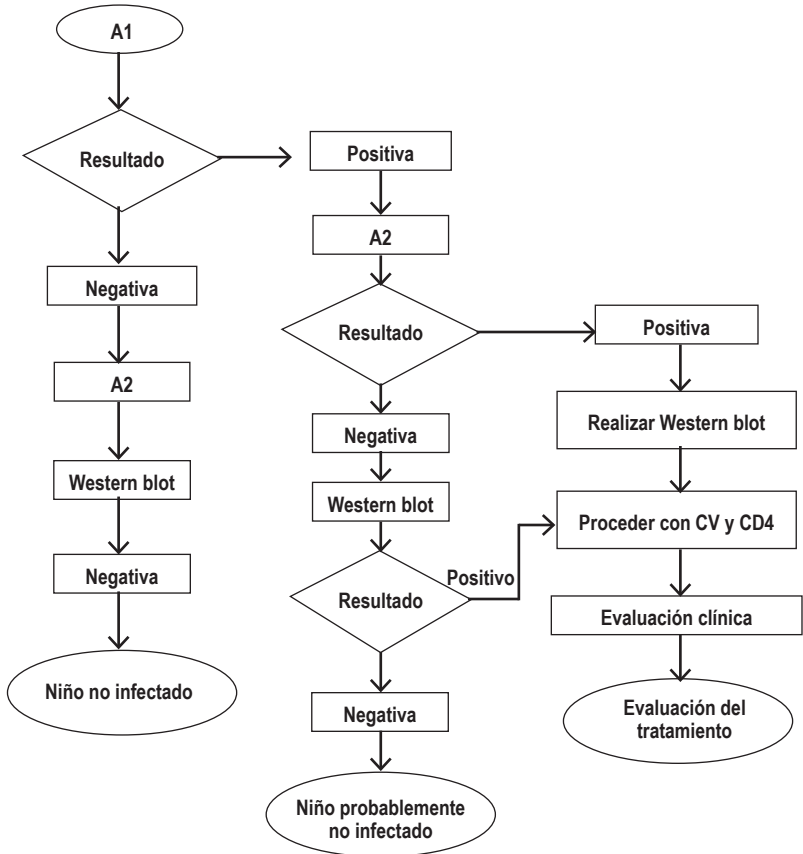 A1
Resultado
Positiva
A2
Negativa
Resultado
Positiva
A2
Realizar Western blot
Negativa
Western blot
Western blot
Proceder con CV y CD4
Negativa
Positivo
Resultado
Evaluación clínica
Niño no infectado
Negativa
Evaluación del
tratamiento
Niño probablemente
no infectado